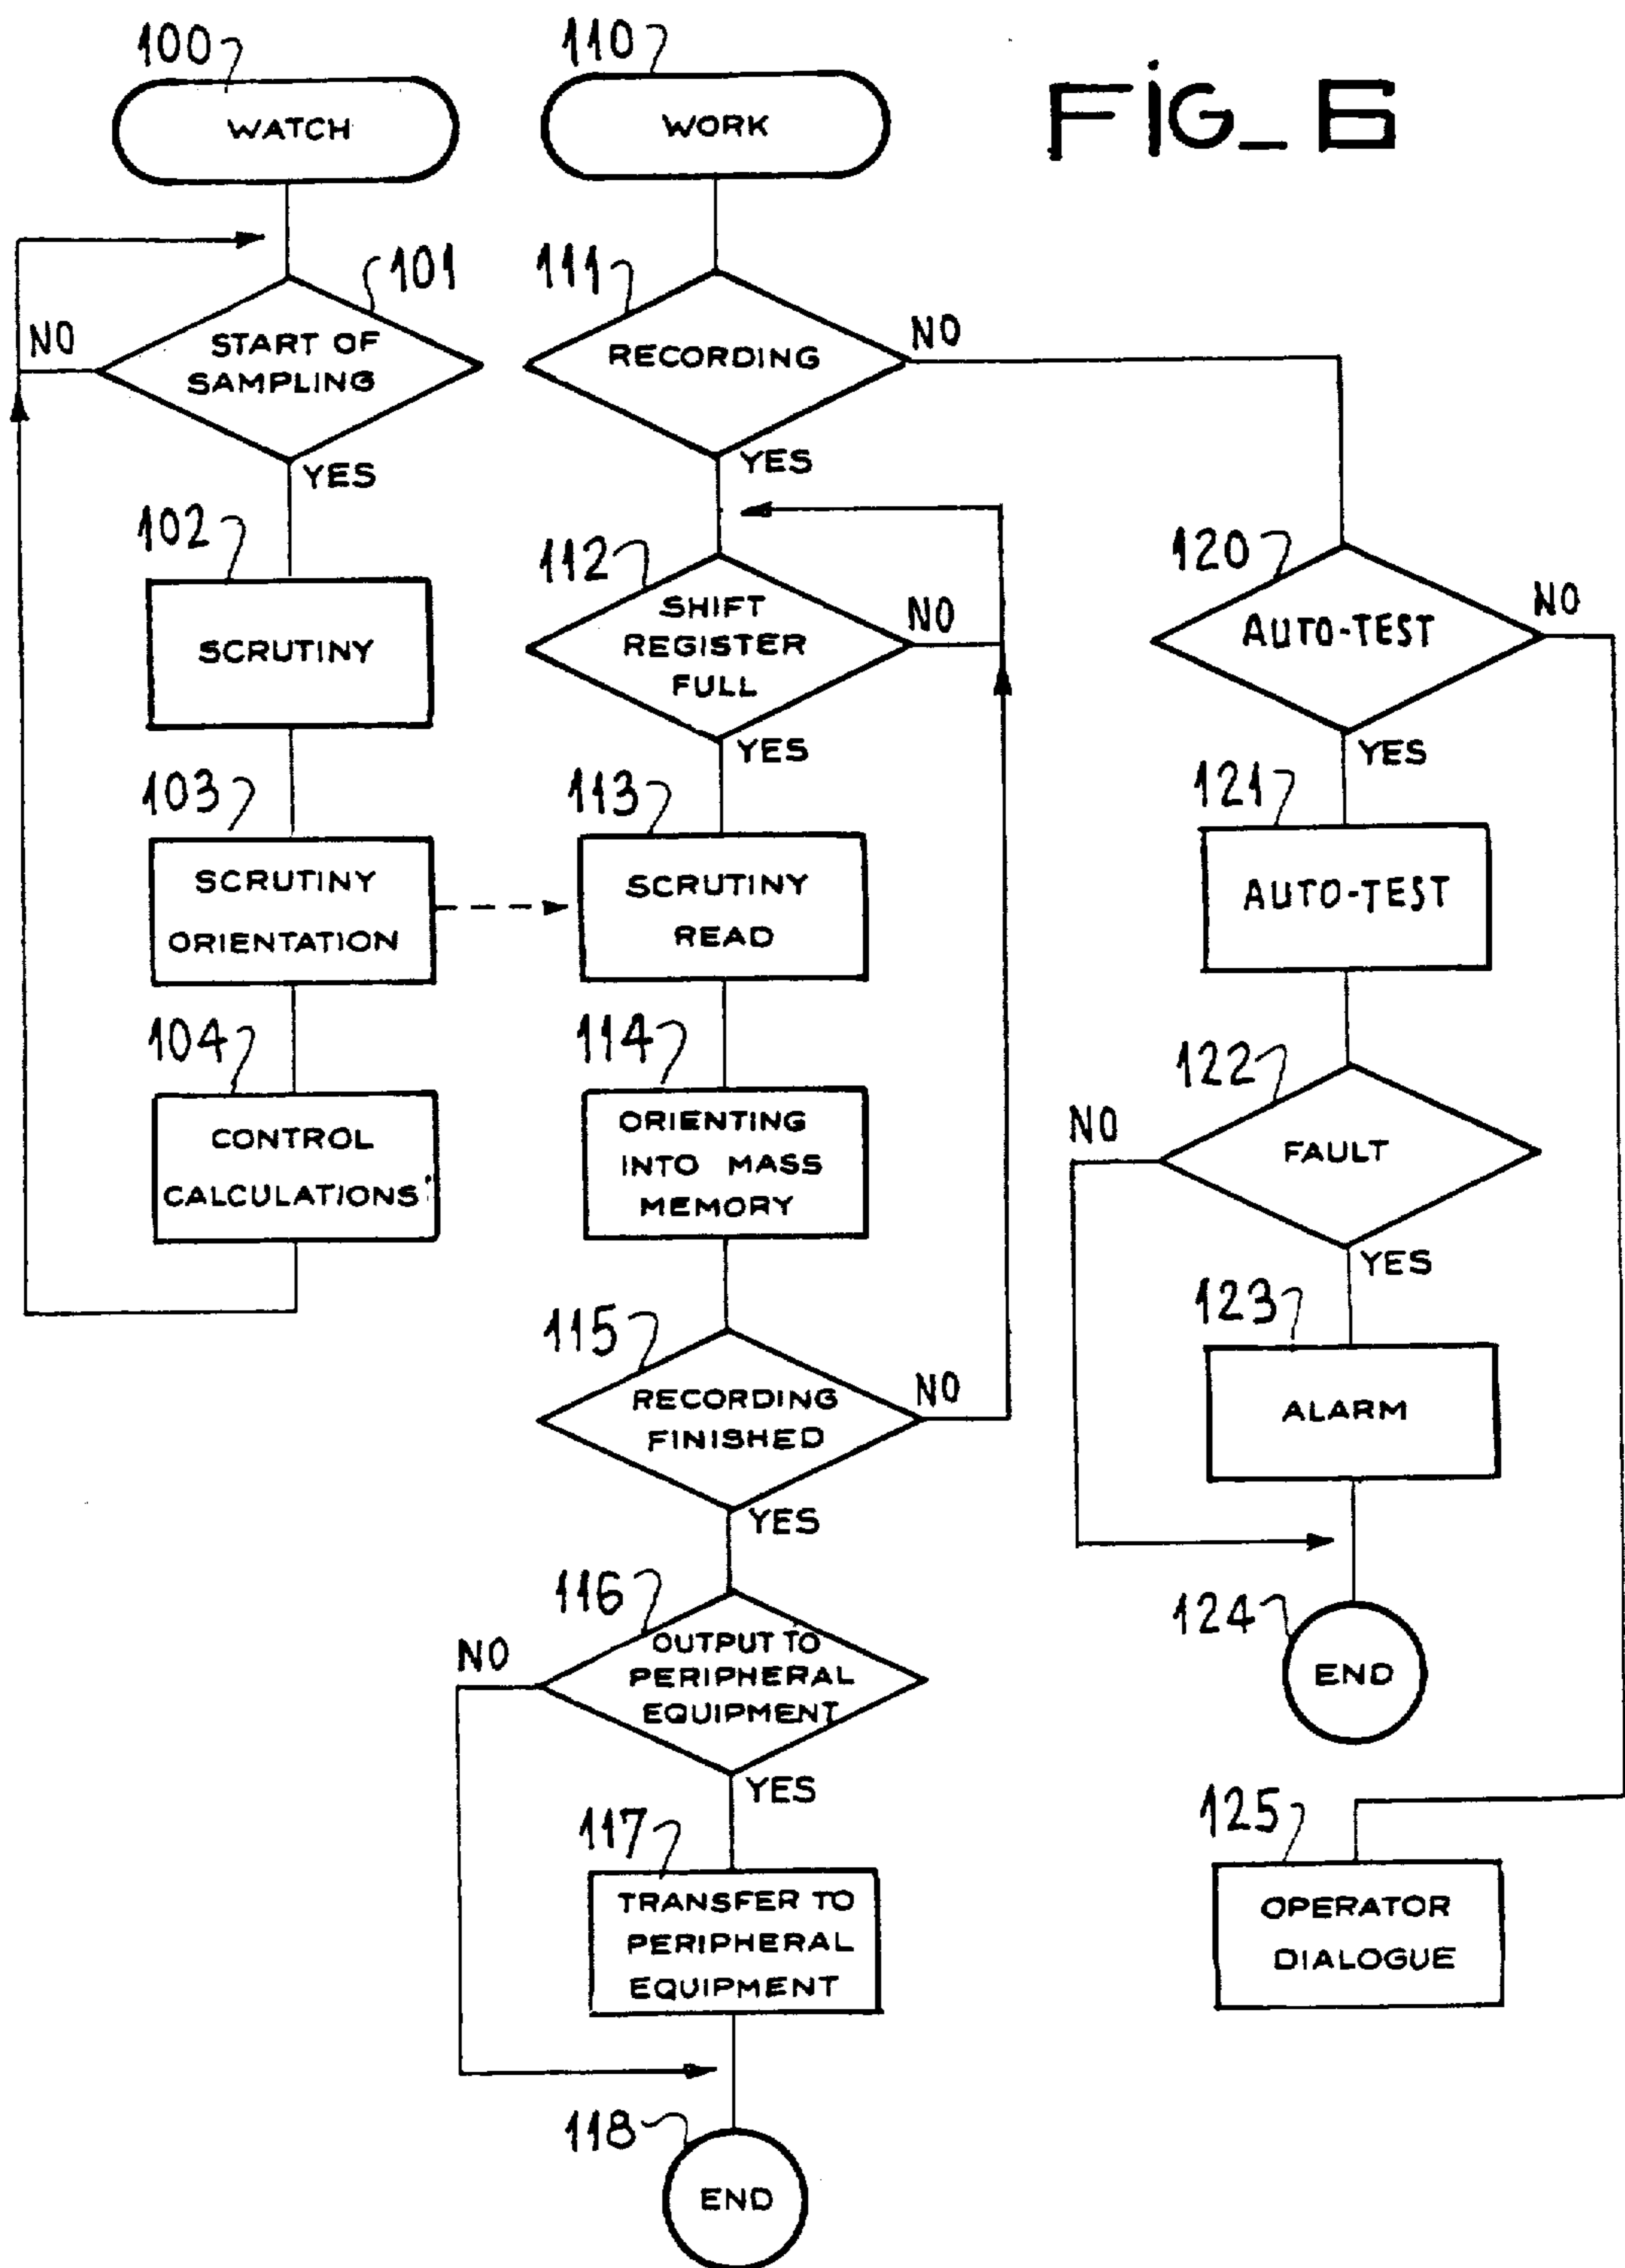 FIG_6
100
WATCH
101
START OF
SAMPLING
NO
YES
102
SCRUTINY
103
SCRUTINY
ORIENTATION
104
CONTROL
CALCULATIONS
110
WORK
111
RECORDING
NO
YES
112
SHIFT
REGISTER
FULL
NO
YES
113
SCRUTINY
READ
114
ORIENTING
INTO MASS
MEMORY
115
RECORDING
FINISHED
NO
YES
116
OUTPUT TO
PERIPHERAL
EQUIPMENT
NO
YES
117
TRANSFER TO
PERIPHERAL
EQUIPMENT
118
END
120
AUTO-TEST
NO
YES
121
AUTO-TEST
122
FAULT
NO
YES
123
ALARM
124
END
125
OPERATOR
DIALOGUE